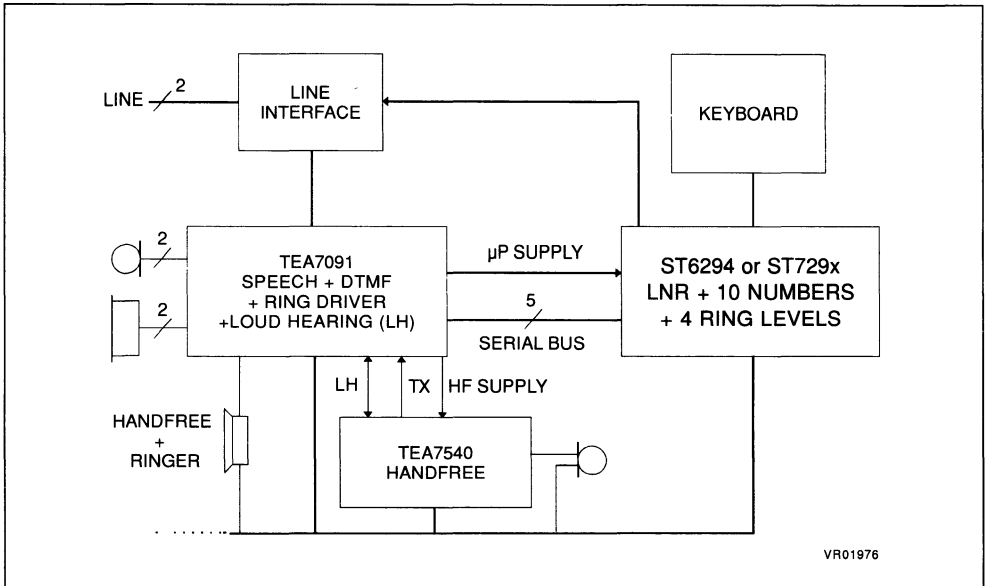 LINE
2
LINE
INTERFACE
KEYBOARD
2
2
TEA7091
SPEECH + DTMF
+ RING DRIVER
+LOUD HEARING (LH)
µP SUPPLY
5
SERIAL BUS
ST6294 or ST729x
LNR + 10 NUMBERS
+ 4 RING LEVELS
LH
TX
HF SUPPLY
HANDFREE
+
RINGER
TEA7540
HANDFREE
VR01976